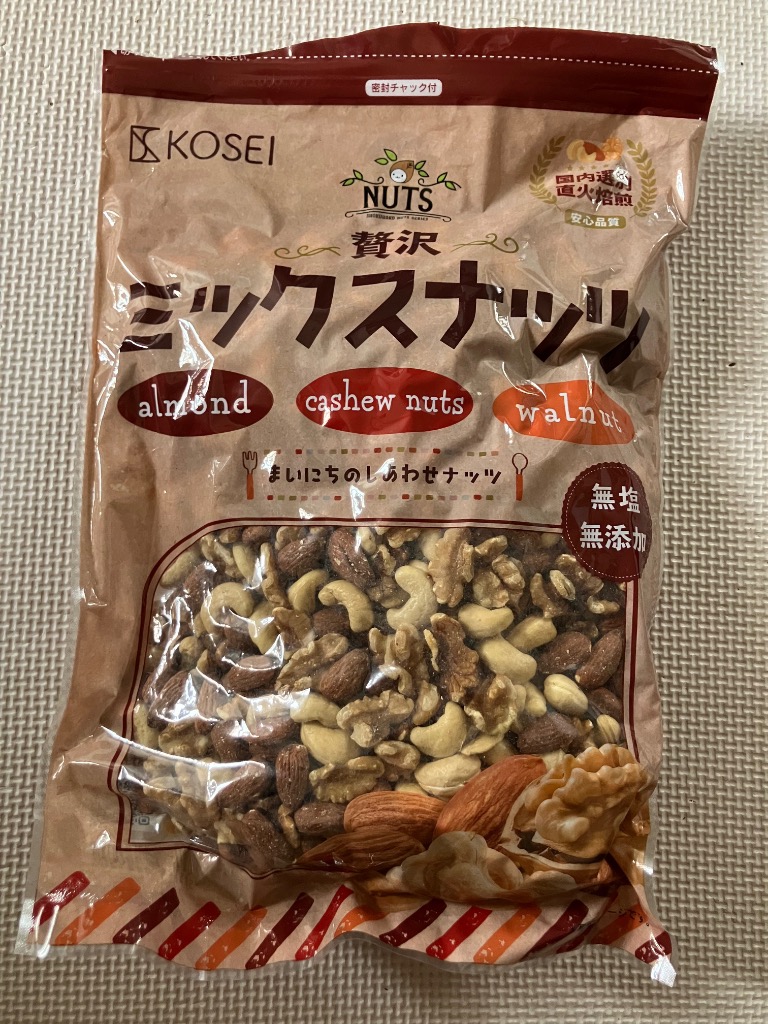 密封チャック付
KOSEI
NUTS
国内選別
直火焙煎
安心品質
贅沢
ミックスナッツ
almond
cashew nuts
walnut
まいにちのしあわせナッツ
無塩
無添加